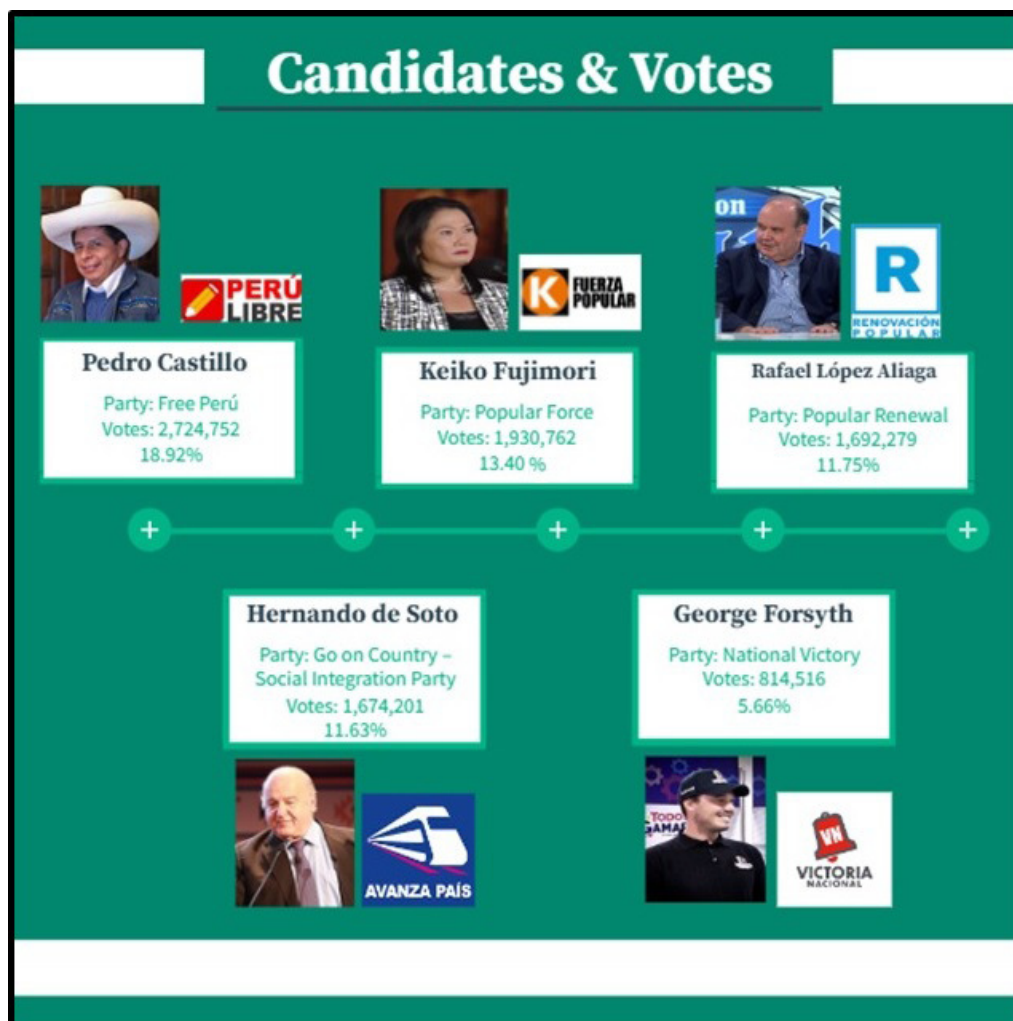 Candidates & Votes
PERÚ
LIBRE
K
FUERZA
POPULAR
on
R
RENOVACIÓN
POPULAR
Pedro Castillo
Party: Free Perú
Votes: 2,724,752
18.92%
Keiko Fujimori
Party: Popular Force
Votes: 1,930,762
13.40 %
Rafael López Aliaga
Party: Popular Renewal
Votes: 1,692,279
11.75%
Hernando de Soto
Party: Go on Country –
Social Integration Party
Votes: 1,674,201
11.63%
George Forsyth
Party: National Victory
Votes: 814,516
5.66%
AVANZA PAÍS
TODO
GAMAR
VN
VICTORIA
NACIONAL